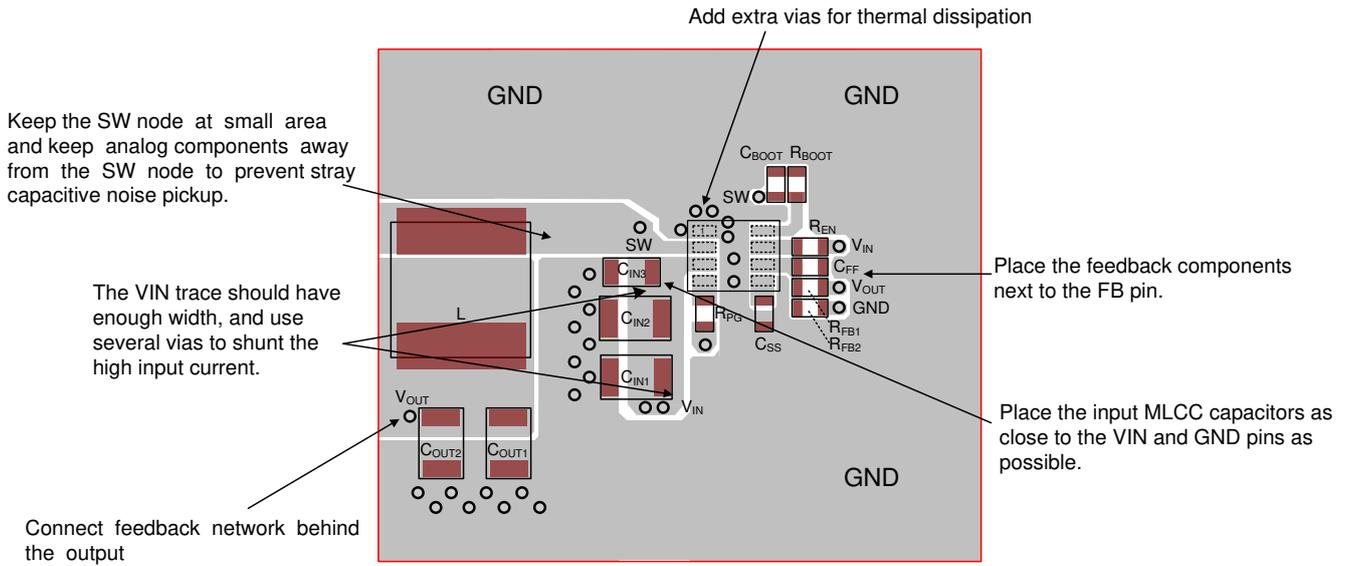 Add extra vias for thermal dissipation
GND
GND
Keep the SW node at small area
and keep analog components away
from the SW node to prevent stray
capacitive noise pickup.
CBOOT RBOOT
SW
REN
VIN
SW
CIN3
CFF
Place the feedback components
next to the FB pin.
VOUT
The VIN trace should have
enough width, and use
several vias to shunt the
high input current.
L
CIN2
RPG
GND
RFB1
CSS
RFB2
CIN1
VOUT
VIN
Place the input MLCC capacitors as
close to the VIN and GND pins as
possible.
COUT2
COUT1
GND
Connect feedback network behind
the output